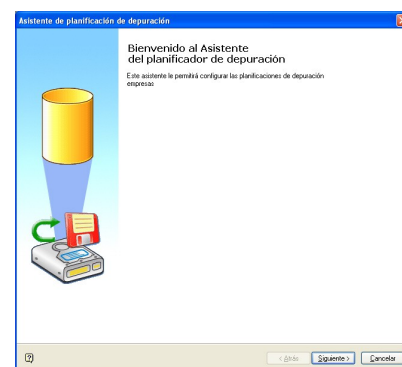 Asistente de planificación de depuración
Bienvenido al Asistente
del planificador de depuración
Este asistente le permitirá configurar las planificaciones de depuración
empresas
< Atrás
Siguiente >
Cancelar